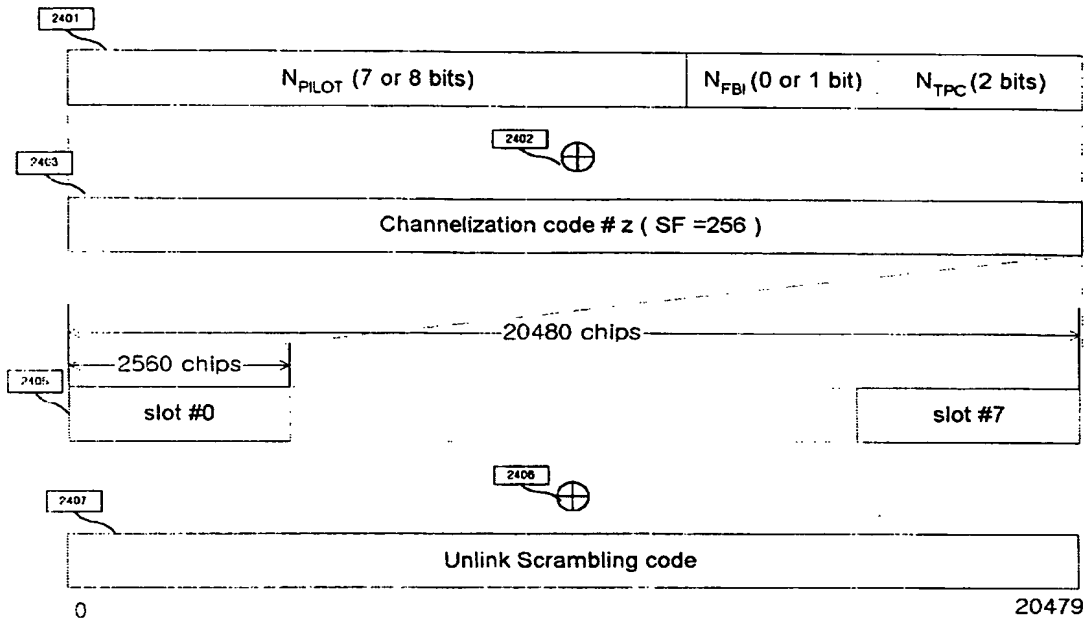 2401
N_PILOT (7 or 8 bits) N_FBI (0 or 1 bit) N_TPC (2 bits)
2402
2403
Channelization code # z ( SF =256 )
20480 chips
2560 chips
2405
slot #0 slot #7
2406
2407
Unlink Scrambling code
0 20479